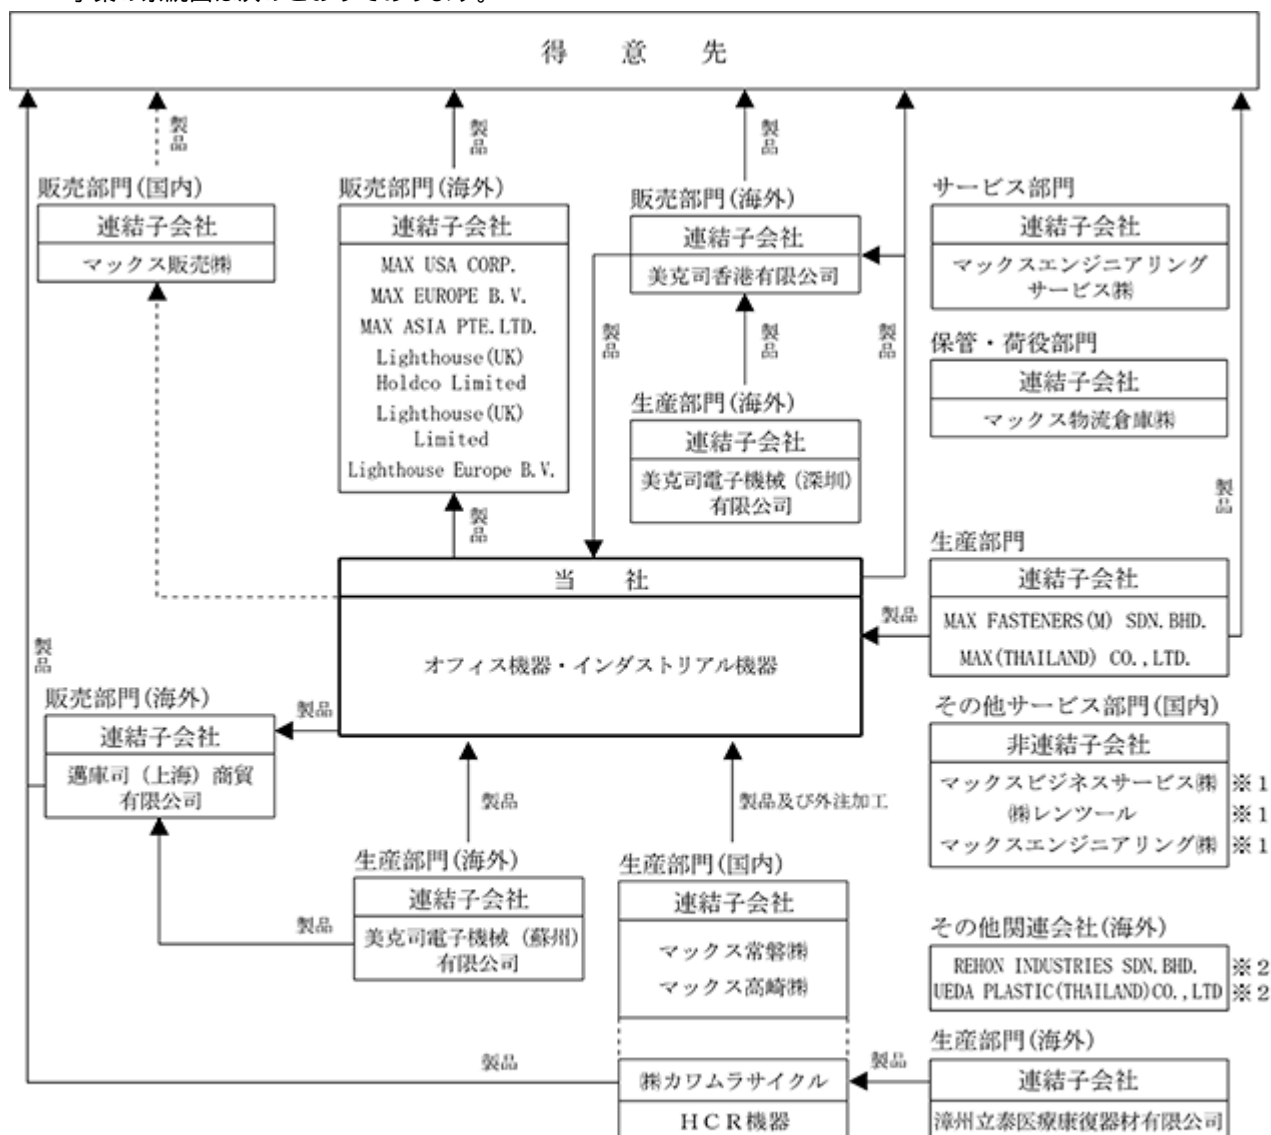 得意先
製品
製品
製品
販売部門(国内)
連結子会社
マックス販売㈱
販売部門(海外)
連結子会社
MAX USA CORP.
MAX EUROPE B.V.
MAX ASIA PTE.LTD.
Lighthouse(UK)
Holdco Limited
Lighthouse(UK)
Limited
Lighthouse Europe B.V.
販売部門(海外)
連結子会社
美克司香港有限公司
サービス部門
連結子会社
マックスエンジニアリング
サービス㈱
製品
製品
製品
保管・荷役部門
連結子会社
マックス物流倉庫㈱
生産部門(海外)
連結子会社
美克司電子機械(深圳)
有限公司
製品
製品
生産部門
連結子会社
MAX FASTENERS(M) SDN.BHD.
MAX(THAILAND) CO.,LTD.
当社
オフィス機器・インダストリアル機器
製品
製品
販売部門(海外)
連結子会社
邁庫司(上海)商貿
有限公司
製品
その他サービス部門(国内)
非連結子会社
マックスビジネスサービス㈱ ※1
㈱レンツール ※1
マックスエンジニアリング㈱ ※1
製品
製品及び外注加工
生産部門(海外)
連結子会社
美克司電子機械(蘇州)
有限公司
製品
生産部門(国内)
連結子会社
マックス常磐㈱
マックス高崎㈱
その他関連会社(海外)
REHON INDUSTRIES SDN.BHD. ※2
UEDA PLASTIC(THAILAND)CO.,LTD ※2
製品
㈱カワムラサイクル
HCR機器
製品
生産部門(海外)
連結子会社
漳州立泰医療康復器材有限公司